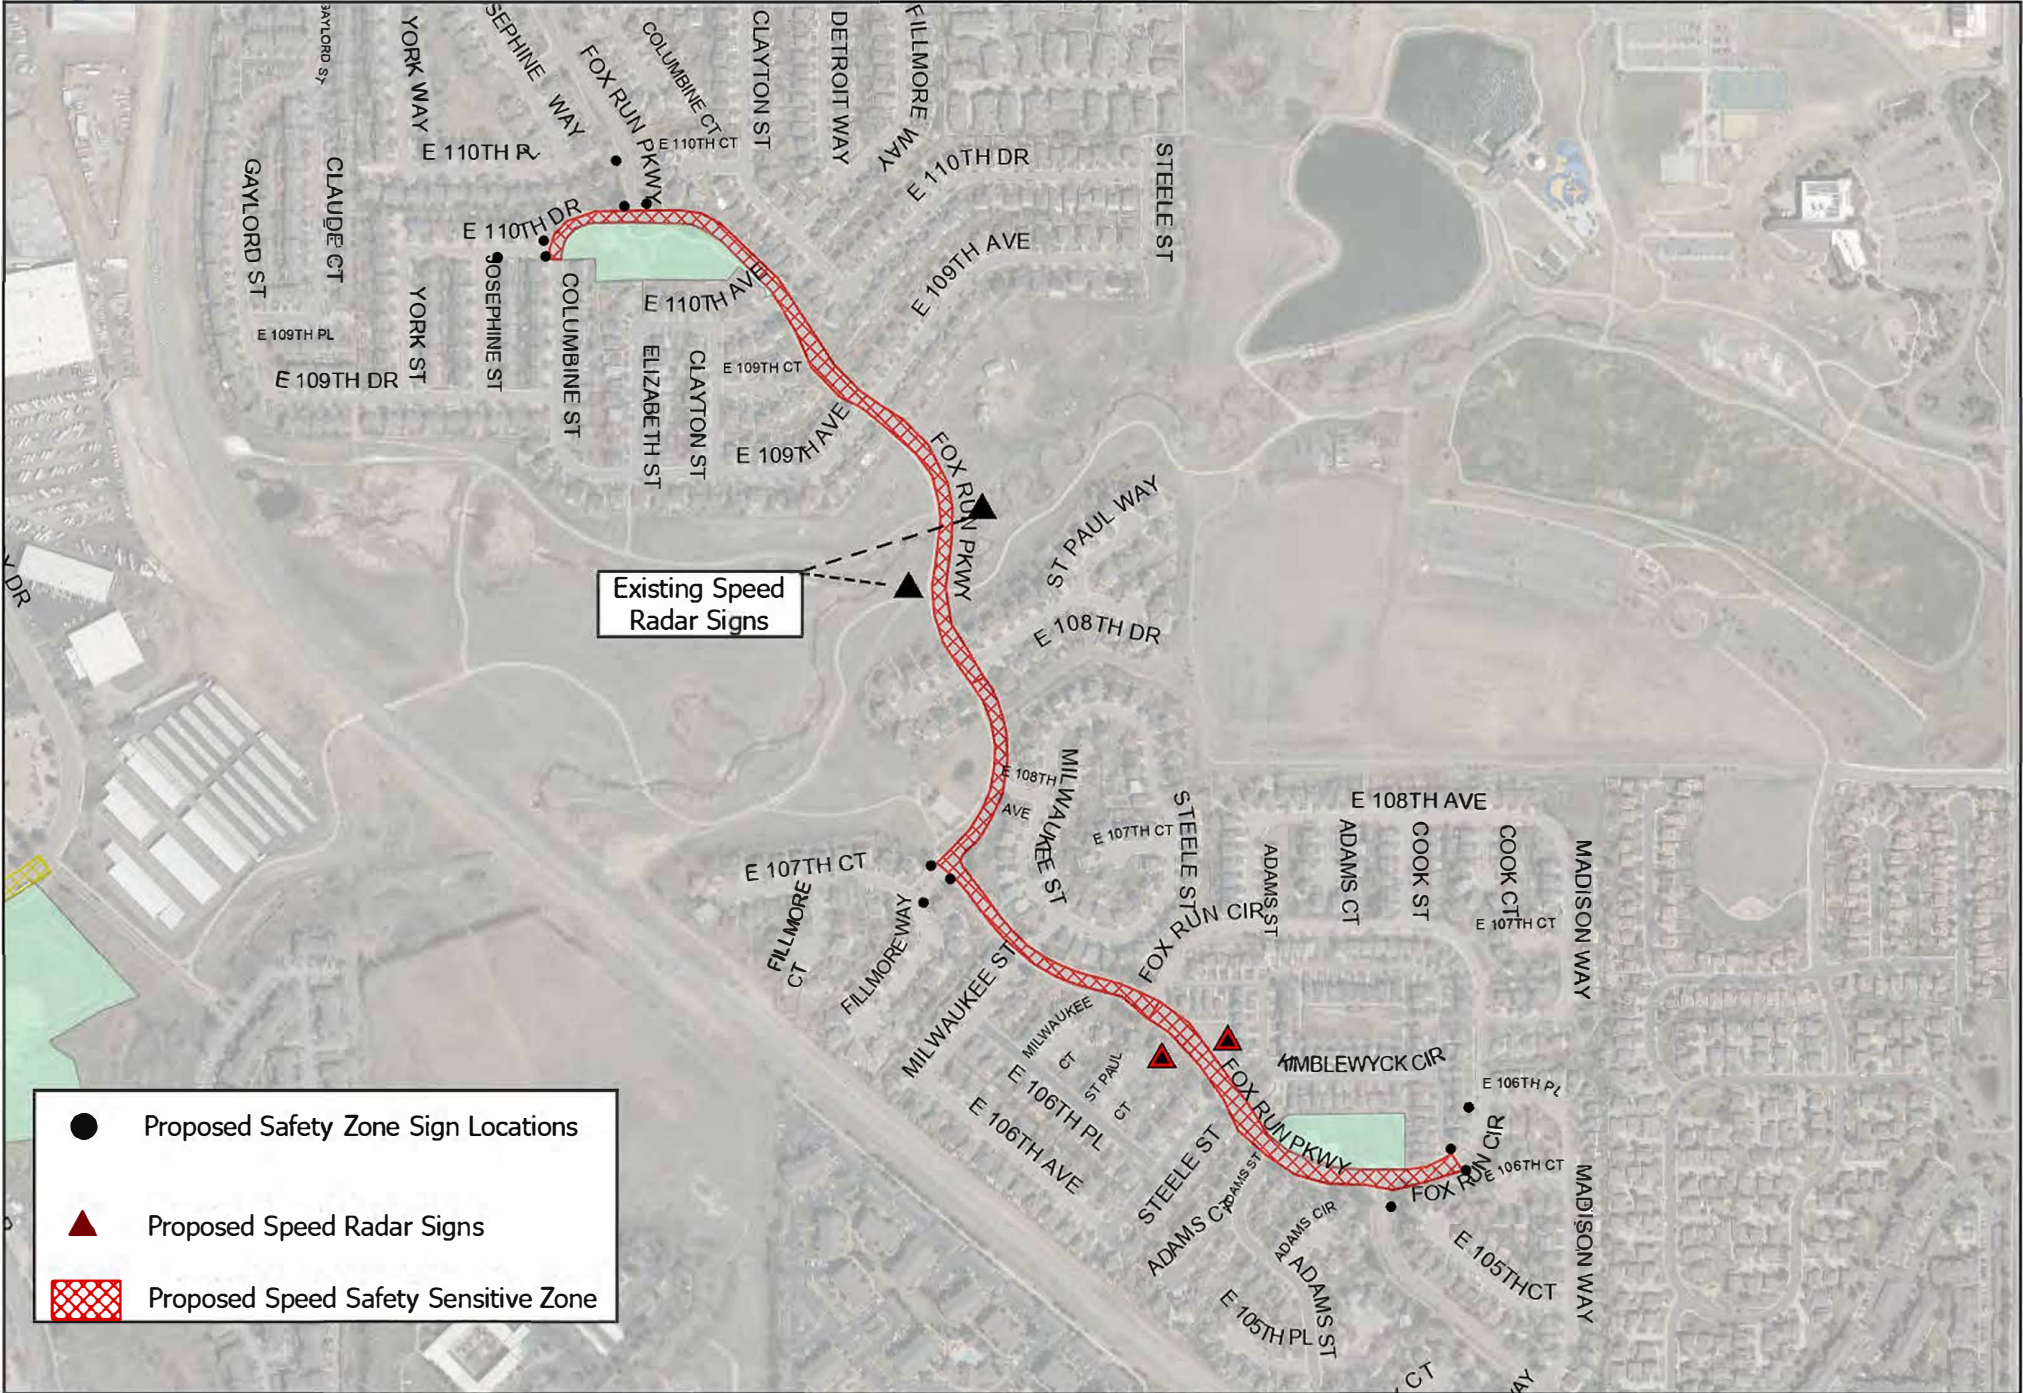 GAYLORD ST
YORK WAY
SEPHINE WAY
FOX RUN PKWY
COLUMBINE CT
CLAYTON ST
DETROIT WAY
FILLMORE WAY
E 110TH CT
E 110TH DR
STEELE ST
GAYLORD ST
CLAUDE CT
E 110TH DR
E 109TH AVE
E 109TH PL
E 109TH DR
YORK ST
JOSEPHINE ST
COLUMBINE ST
E 110TH AVE
ELIZABETH ST
CLAYTON ST
E 109TH CT
E 109TH AVE
FOX RUN PKWY
ST PAUL WAY
Y DR
Existing Speed
Radar Signs
E 108TH DR
E 108TH
AVE
MILWAUKEE ST
E 107TH CT
STEELE ST
E 108TH AVE
ADAMS ST
ADAMS CT
COOK ST
COOK CT
E 107TH CT
MADISON WAY
E 107TH CT
FILLMORE
CT
FILLMORE WAY
MILWAUKEE ST
FOX RUN CIR
MILWAUKEE
CT
ST PAUL
CT
E 106TH PL
E 106TH AVE
KIMBLEWYCK CIR
FOX RUN PKWY
E 106TH PL
FOX RUN CIR
E 106TH CT
STEELE ST
ADAMS ST
ADAMS CT
ADAMS CIR
ADAMS ST
E 105TH CT
E 105TH PL
MADISON WAY
CT
AY
Proposed Safety Zone Sign Locations
Proposed Speed Radar Signs
Proposed Speed Safety Sensitive Zone